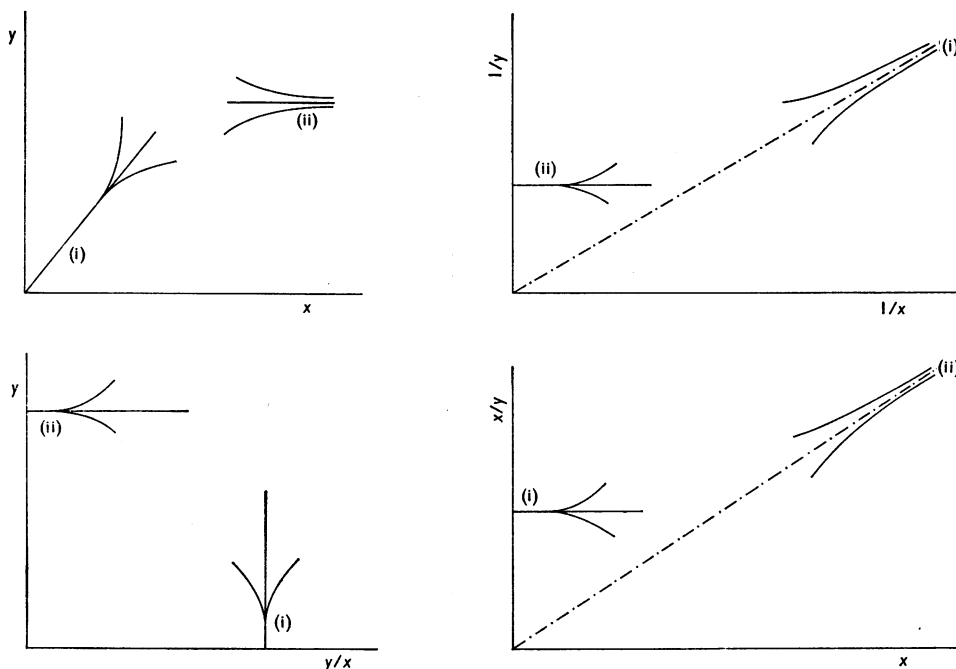 y
(i)
(ii)
x
1/y
(i)
(ii)
1/x
y
(ii)
(i)
y/x
x/y
(ii)
(i)
x